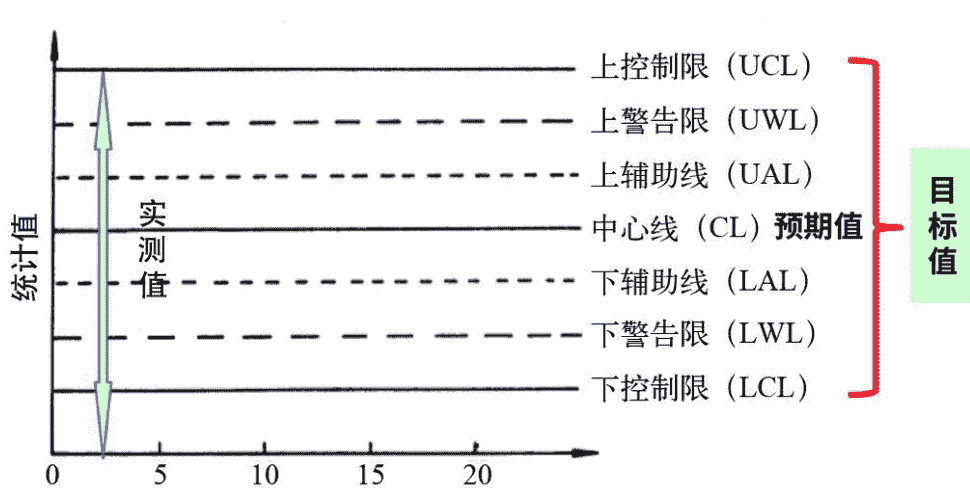 上控制限（UCL）
上警告限（UWL）
上辅助线（UAL）
中心线（CL）预期值
下辅助线（LAL）
下警告限（LWL）
下控制限（LCL）
目标值
实测值
统计值
0 5 10 15 20